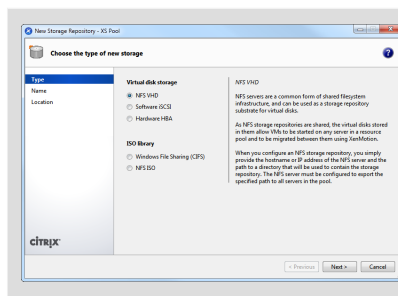 New Storage Repository - XS Pool
Choose the type of new storage
Type
Name
Location
Virtual disk storage
NFS VHD
Software iSCSI
Hardware HBA
ISO library
Windows File Sharing (CIFS)
NFS ISO
NFS VHD
NFS servers are a common form of shared filesystem
infrastructure, and can be used as a storage repository
substrate for virtual disks.
As NFS storage repositories are shared, the virtual disks stored
in them allow VMs to be started on any server in a resource
pool and to be migrated between them using XenMotion.
When you configure an NFS storage repository, you simply
provide the hostname or IP address of the NFS server and the
path to a directory that will be used to contain the storage
repository. The NFS server must be configured to export the
specified path to all servers in the pool.
CITRIX
< Previous
Next >
Cancel